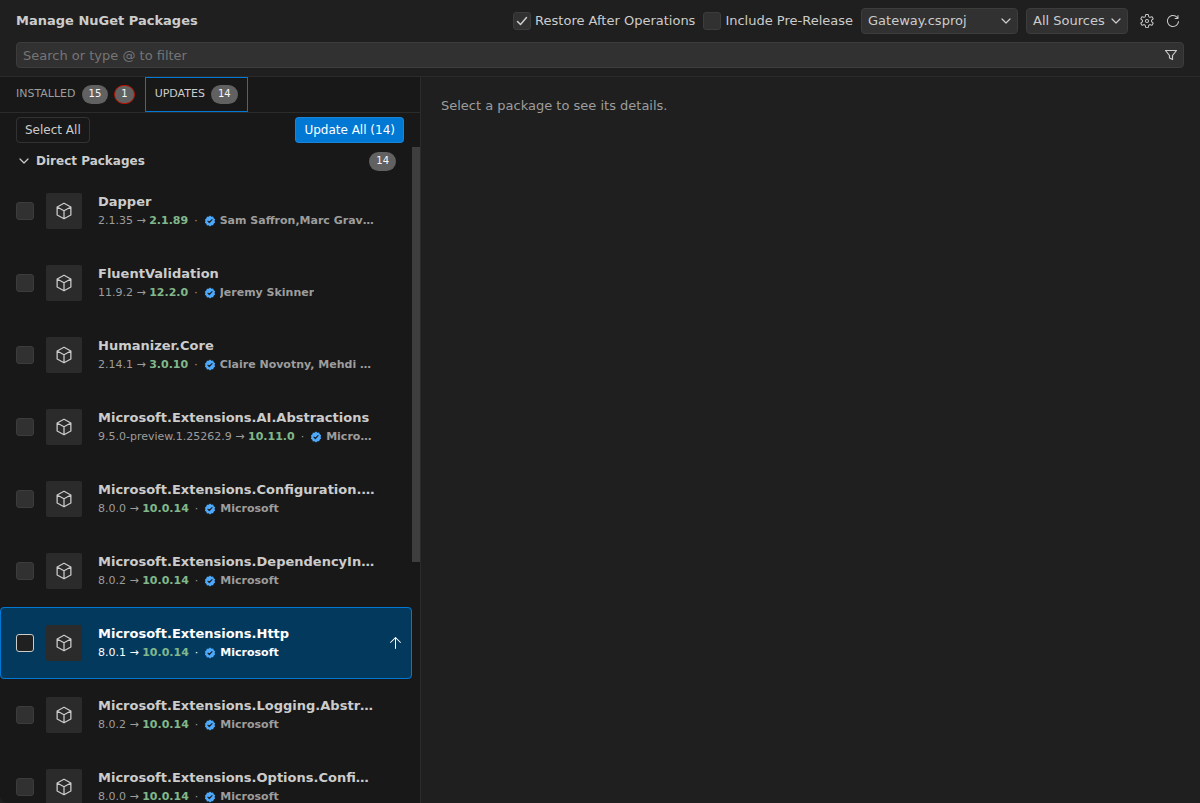 Manage NuGet Packages
Restore After Operations
Include Pre-Release
Gateway.csproj
All Sources
Search or type @ to filter
INSTALLED 15 1
UPDATES 14
Select All
Update All (14)
Direct Packages 14
Dapper
2.1.35 → 2.1.89 · Sam Saffron,Marc Grav…
FluentValidation
11.9.2 → 12.2.0 · Jeremy Skinner
Humanizer.Core
2.14.1 → 3.0.10 · Claire Novotny, Mehdi …
Microsoft.Extensions.AI.Abstractions
9.5.0-preview.1.25262.9 → 10.11.0 · Micro…
Microsoft.Extensions.Configuration.…
8.0.0 → 10.0.14 · Microsoft
Microsoft.Extensions.DependencyIn…
8.0.2 → 10.0.14 · Microsoft
Microsoft.Extensions.Http
8.0.1 → 10.0.14 · Microsoft
Microsoft.Extensions.Logging.Abstr…
8.0.2 → 10.0.14 · Microsoft
Microsoft.Extensions.Options.Confi…
8.0.0 → 10.0.14 · Microsoft
Select a package to see its details.